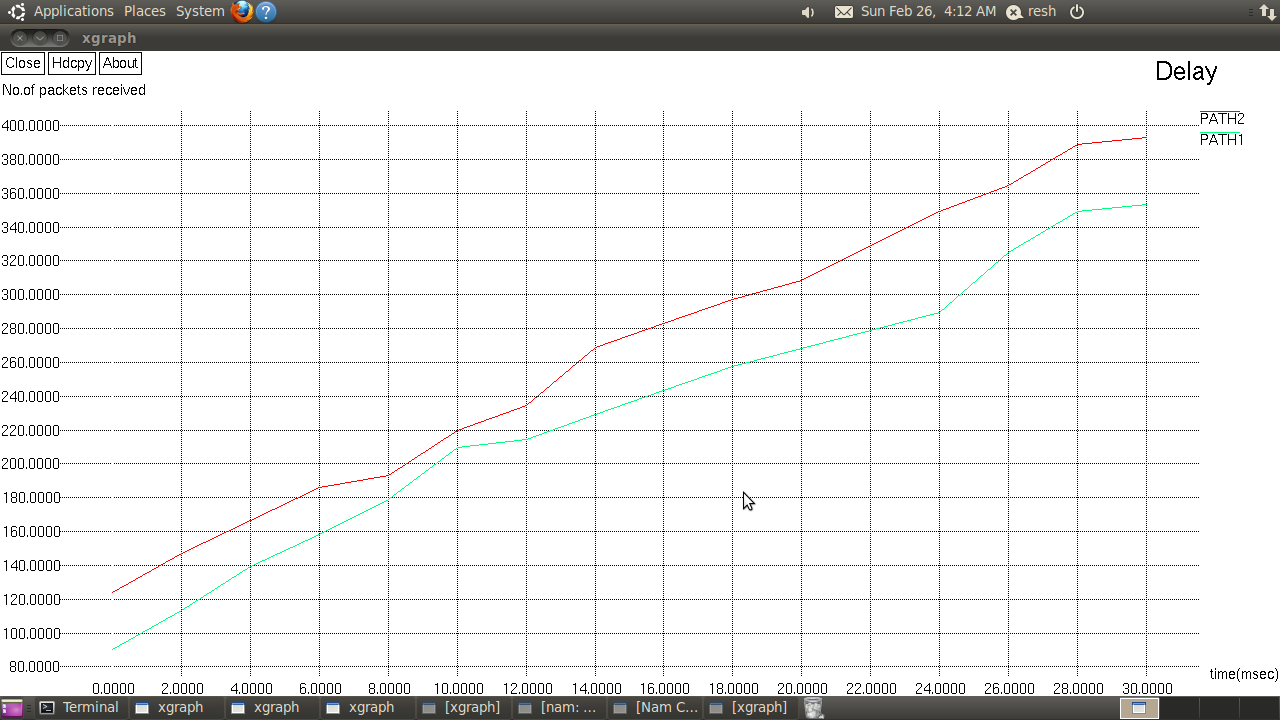 Applications Places System Sun Feb 26, 4:12 AM resh
xgraph
Close Hdcpy About
Delay
No.of packets received
PATH2
PATH1
400.0000
380.0000
360.0000
340.0000
320.0000
300.0000
280.0000
260.0000
240.0000
220.0000
200.0000
180.0000
160.0000
140.0000
120.0000
100.0000
80.0000
time(msec)
0.0000 2.0000 4.0000 6.0000 8.0000 10.0000 12.0000 14.0000 16.0000 18.0000 20.0000 22.0000 24.0000 26.0000 28.0000 30.0000
Terminal xgraph xgraph xgraph [xgraph] [nam: ... [Nam C... [xgraph]